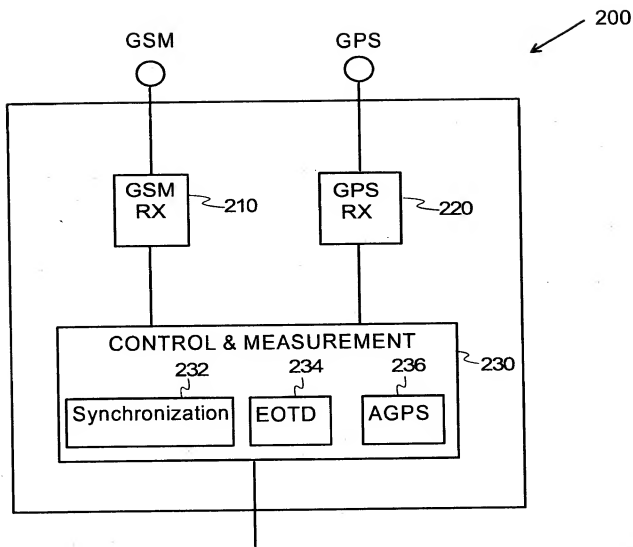 200
GSM
GPS
GSM
RX
210
GPS
RX
220
CONTROL & MEASUREMENT
230
232
234
236
Synchronization
EOTD
AGPS